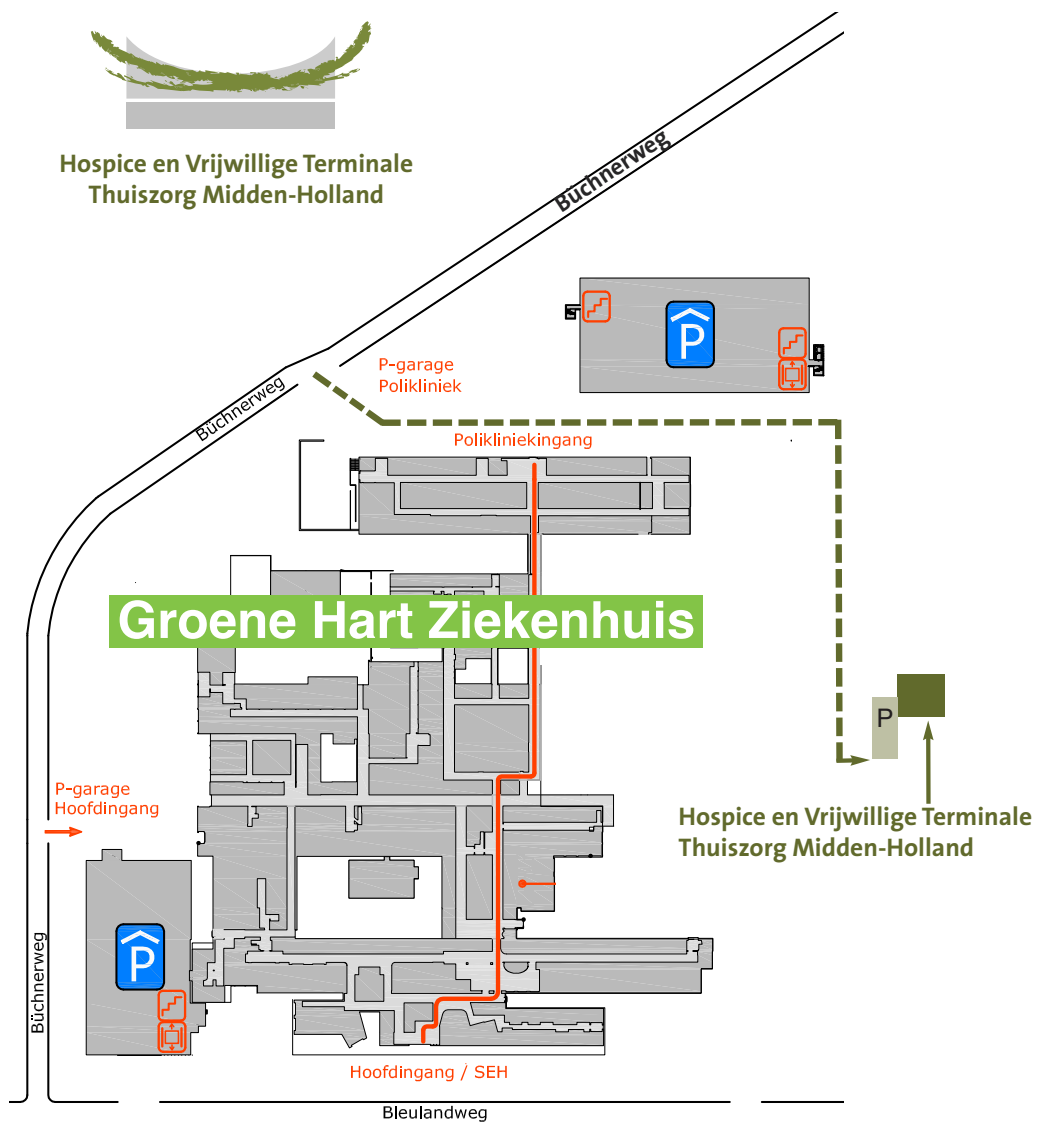 Hospice en Vrijwillige Terminale
Thuiszorg Midden-Holland
Büchnerweg
P
P-garage
Polikliniek
Büchnerweg
Polikliniekingang
Groene Hart Ziekenhuis
P
P-garage
Hoofdingang
Hospice en Vrijwillige Terminale
Thuiszorg Midden-Holland
P
Büchnerweg
Hoofdingang / SEH
Bleulandweg